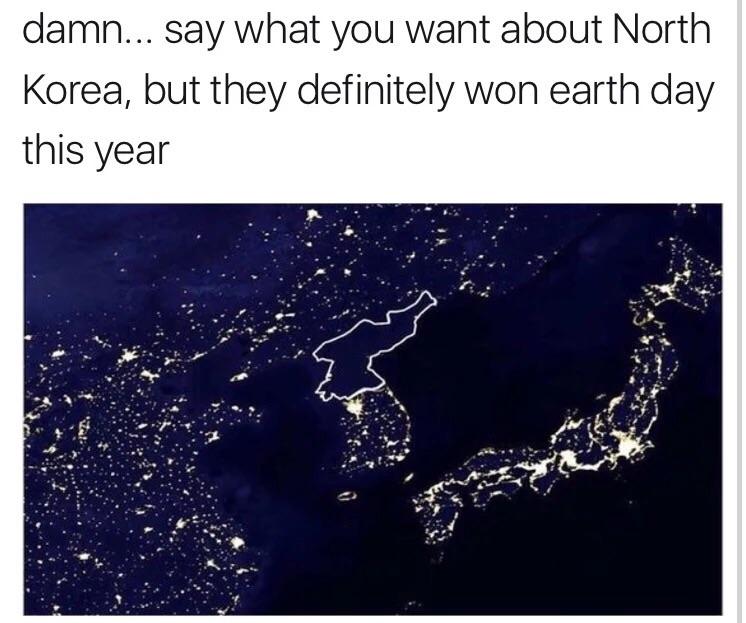 damn... say what you want about North
Korea, but they definitely won earth day
this year